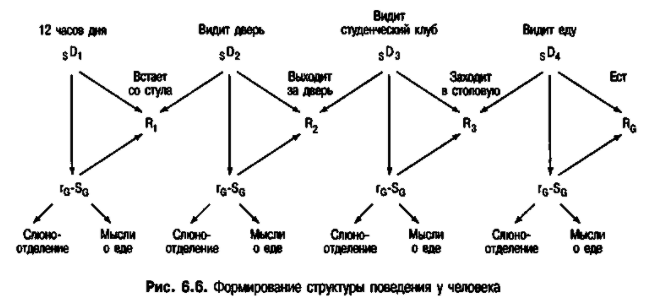 12 часов дня
Видит дверь
Видит
студенческий клуб
Видит еду
SD1
SD2
SD3
SD4
Встает
со стула
Выходит
за дверь
Заходит
в столовую
Ест
R1
R2
R3
RG
rG-SG
rG-SG
rG-SG
rG-SG
Слюно-
отделение
Мысли
о еде
Слюно-
отделение
Мысли
о еде
Слюно-
отделение
Мысли
о еде
Слюно-
отделение
Мысли
о еде
Рис. 6.6. Формирование структуры поведения у человека